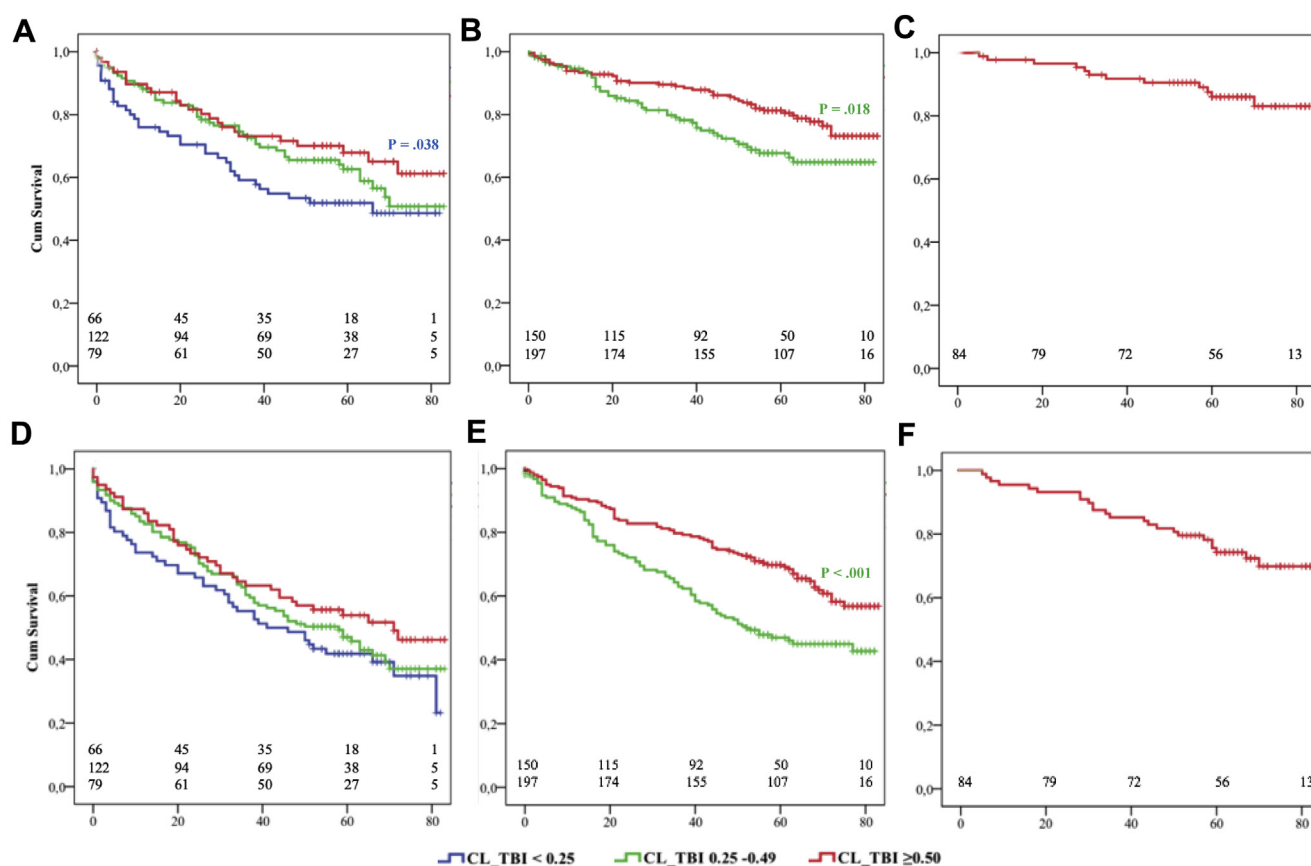 A
B
C
Cum Survival
1,0
0,8
0,6
0,4
0,2
0,0
P = .038
66 45 35 18 1
122 94 69 38 5
79 61 50 27 5
0 20 40 60 80
1,0
0,8
0,6
0,4
0,2
0,0
P = .018
150 115 92 50 10
197 174 155 107 16
0 20 40 60 80
1,0
0,8
0,6
0,4
0,2
0,0
84 79 72 56 13
0 20 40 60 80
D
E
F
Cum Survival
1,0
0,8
0,6
0,4
0,2
0,0
66 45 35 18 1
122 94 69 38 5
79 61 50 27 5
0 20 40 60 80
1,0
0,8
0,6
0,4
0,2
0,0
P < .001
150 115 92 50 10
197 174 155 107 16
0 20 40 60 80
1,0
0,8
0,6
0,4
0,2
0,0
84 79 72 56 13
0 20 40 60 80
CL_TBI < 0.25 CL_TBI 0.25 -0.49 CL_TBI ≥0.50